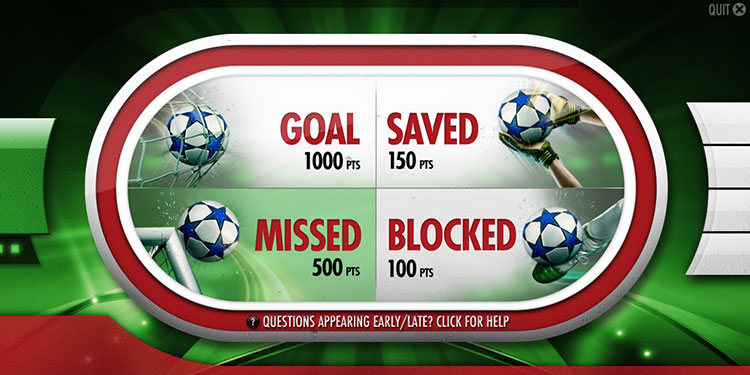 QUIT
GOAL
1000 PTS
SAVED
150 PTS
MISSED
500 PTS
BLOCKED
100 PTS
? QUESTIONS APPEARING EARLY/LATE? CLICK FOR HELP